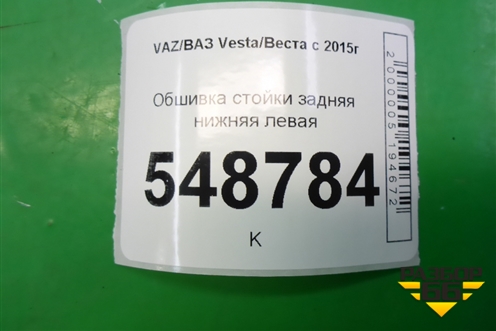 VAZ/ВАЗ Vesta/Веста с 2015г
Обшивка стойки задняя
нижняя левая
548784
К
2000005194672